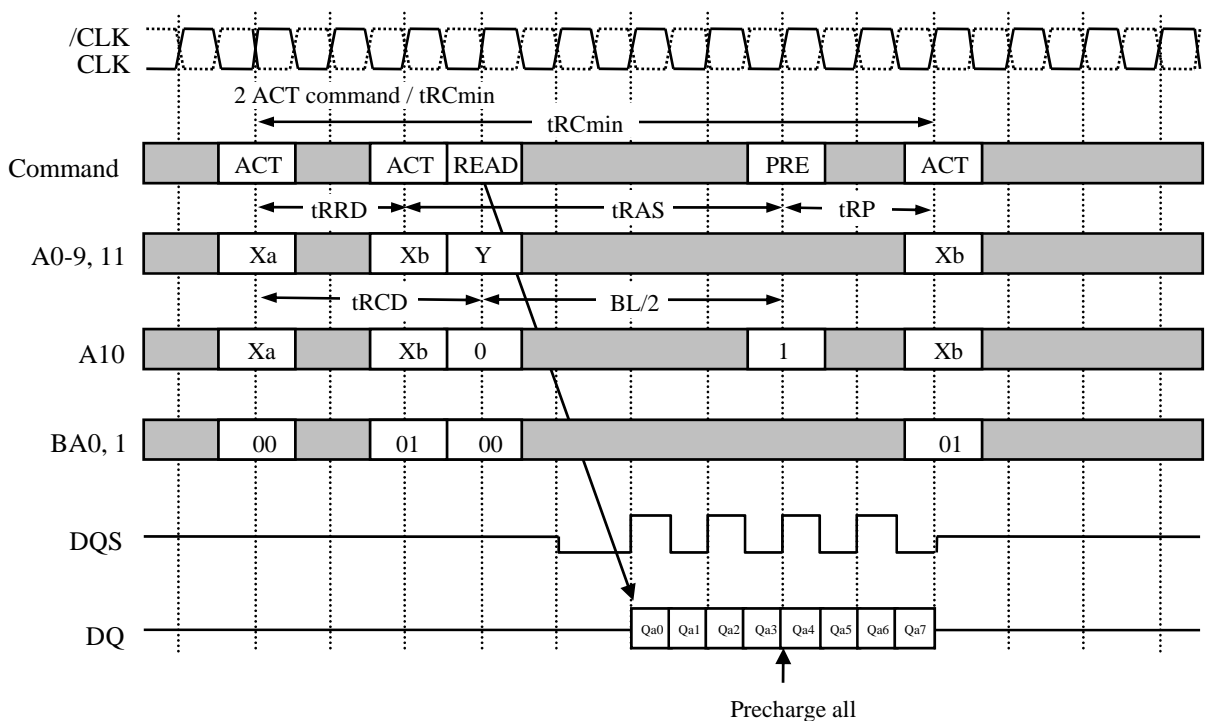 /CLK
CLK
2 ACT command / tRCmin
tRCmin
Command ACT ACT READ PRE ACT
tRRD tRAS tRP
A0-9, 11 Xa Xb Y Xb
tRCD BL/2
A10 Xa Xb 0 1 Xb
BA0, 1 00 01 00 01
DQS
DQ Qa0 Qa1 Qa2 Qa3 Qa4 Qa5 Qa6 Qa7
Precharge all